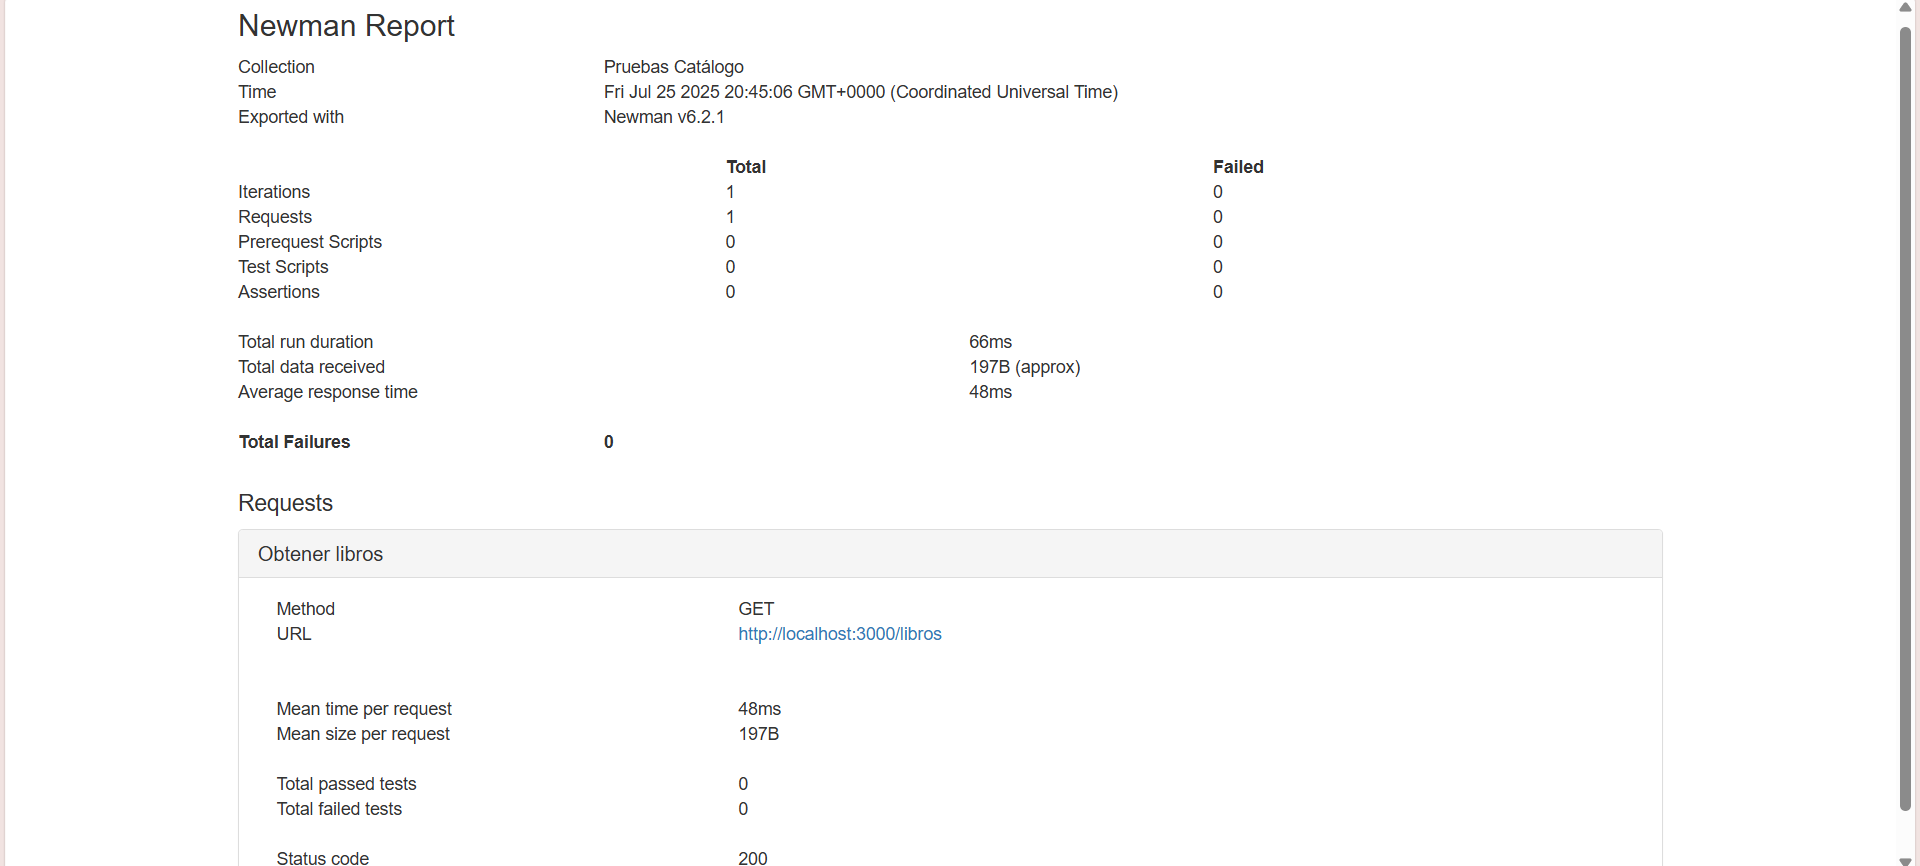 Newman Report
Collection Pruebas Catálogo
Time Fri Jul 25 2025 20:45:06 GMT+0000 (Coordinated Universal Time)
Exported with Newman v6.2.1
Total Failed
Iterations 1 0
Requests 1 0
Prerequest Scripts 0 0
Test Scripts 0 0
Assertions 0 0
Total run duration 66ms
Total data received 197B (approx)
Average response time 48ms
Total Failures 0
Requests
Obtener libros
Method GET
URL http://localhost:3000/libros
Mean time per request 48ms
Mean size per request 197B
Total passed tests 0
Total failed tests 0
Status code 200